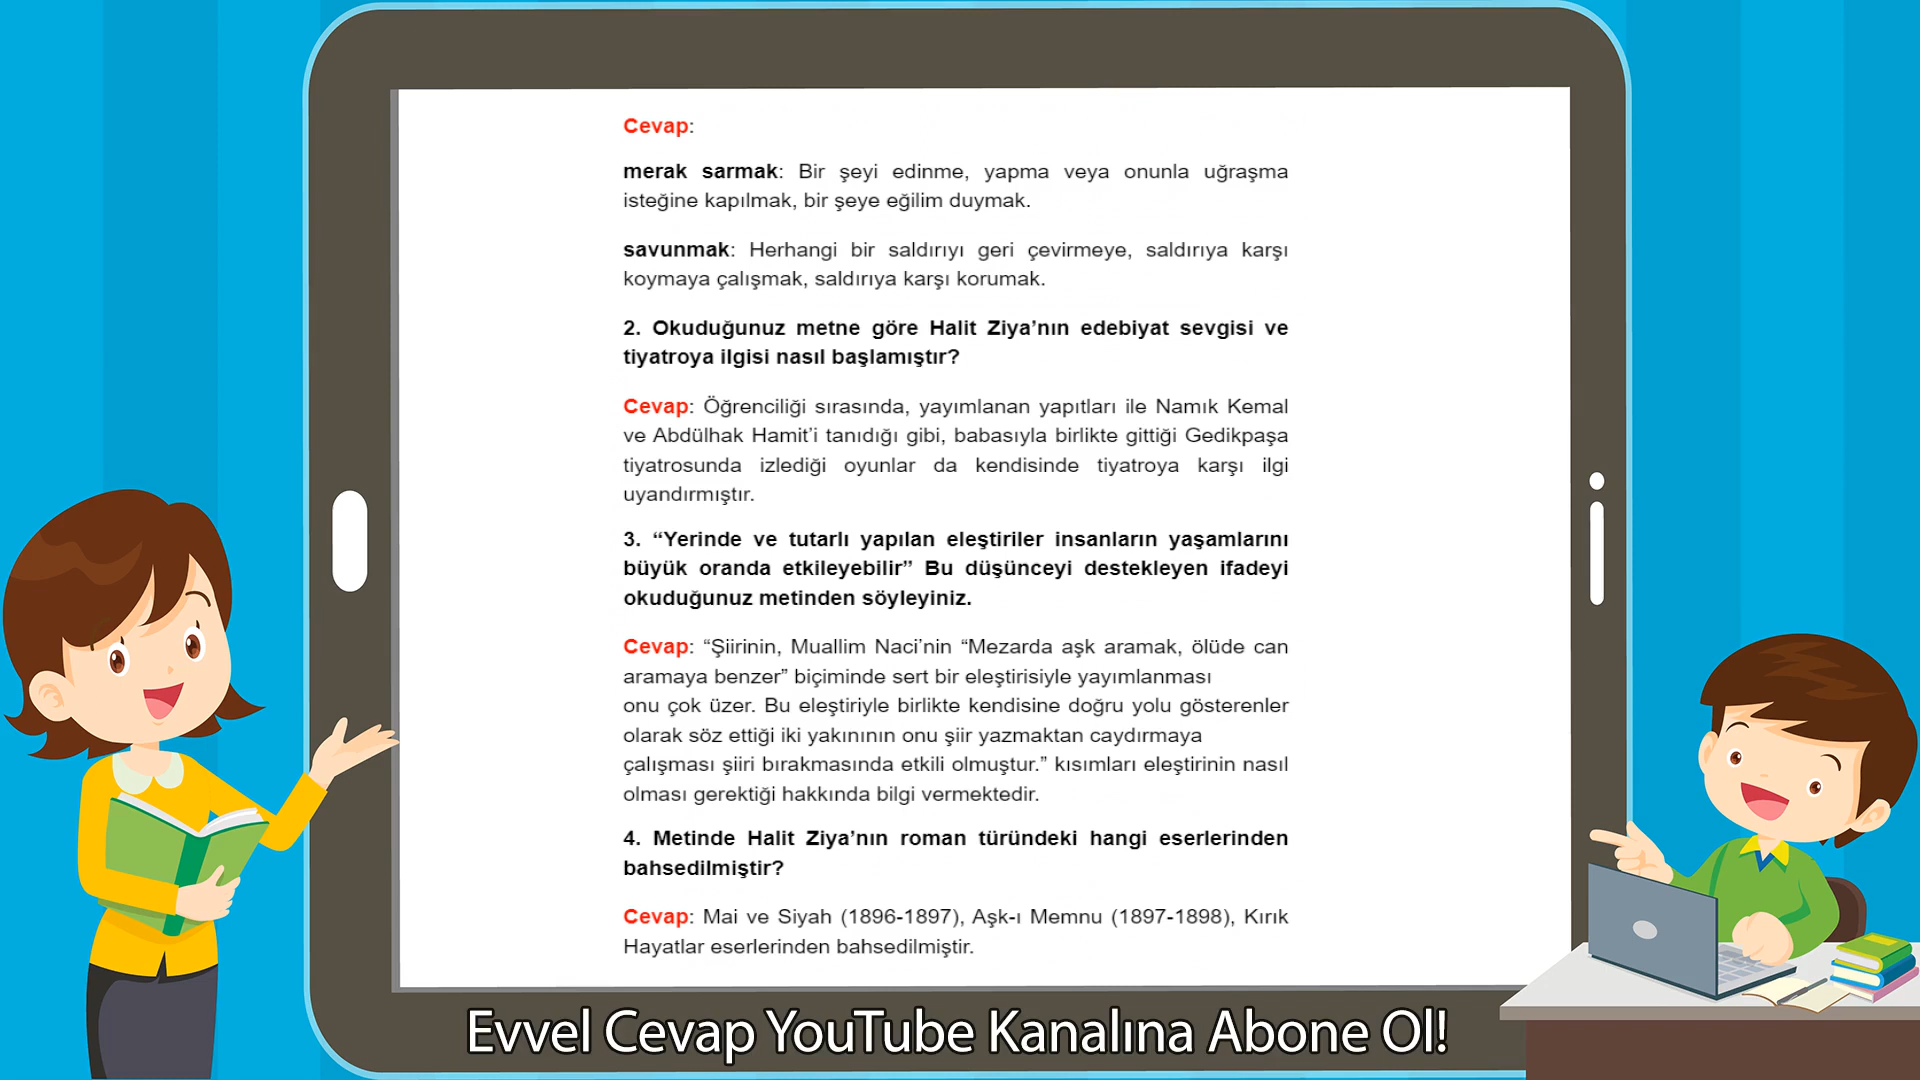 Cevap:
merak sarmak: Bir şeyi edinme, yapma veya onunla uğraşma
isteğine kapılmak, bir şeye eğilim duymak.
savunmak: Herhangi bir saldırıyı geri çevirmeye, saldırıya karşı
koymaya çalışmak, saldırıya karşı korumak.
2. Okuduğunuz metne göre Halit Ziya’nın edebiyat sevgisi ve
tiyatroya ilgisi nasıl başlamıştır?
Cevap: Öğrenciliği sırasında, yayımlanan yapıtları ile Namık Kemal
ve Abdülhak Hamit’i tanıdığı gibi, babasıyla birlikte gittiği Gedikpaşa
tiyatrosunda izlediği oyunlar da kendisinde tiyatroya karşı ilgi
uyandırmıştır.
3. “Yerinde ve tutarlı yapılan eleştiriler insanların yaşamlarını
büyük oranda etkileyebilir” Bu düşünceyi destekleyen ifadeyi
okuduğunuz metinden söyleyiniz.
Cevap: “Şiirinin, Muallim Naci’nin “Mezarda aşk aramak, ölüde can
aramaya benzer” biçiminde sert bir eleştirisiyle yayımlanması
onu çok üzer. Bu eleştiriyle birlikte kendisine doğru yolu gösterenler
olarak söz ettiği iki yakınının onu şiir yazmaktan caydırmaya
çalışması şiiri bırakmasında etkili olmuştur.” kısımları eleştirinin nasıl
olması gerektiği hakkında bilgi vermektedir.
4. Metinde Halit Ziya’nın roman türündeki hangi eserlerinden
bahsedilmiştir?
Cevap: Mai ve Siyah (1896-1897), Aşk-ı Memnu (1897-1898), Kırık
Hayatlar eserlerinden bahsedilmiştir.
Evvel Cevap YouTube Kanalına Abone Ol!